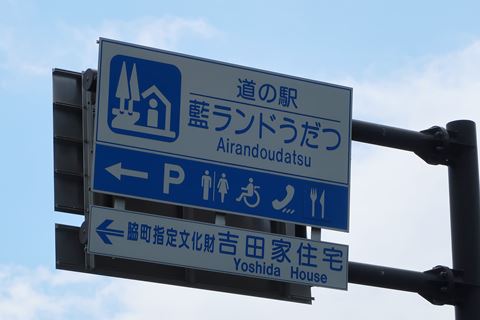 道の駅
藍ランドうだつ
Airandoudatsu
P
脇町指定文化財吉田家住宅
Yoshida House